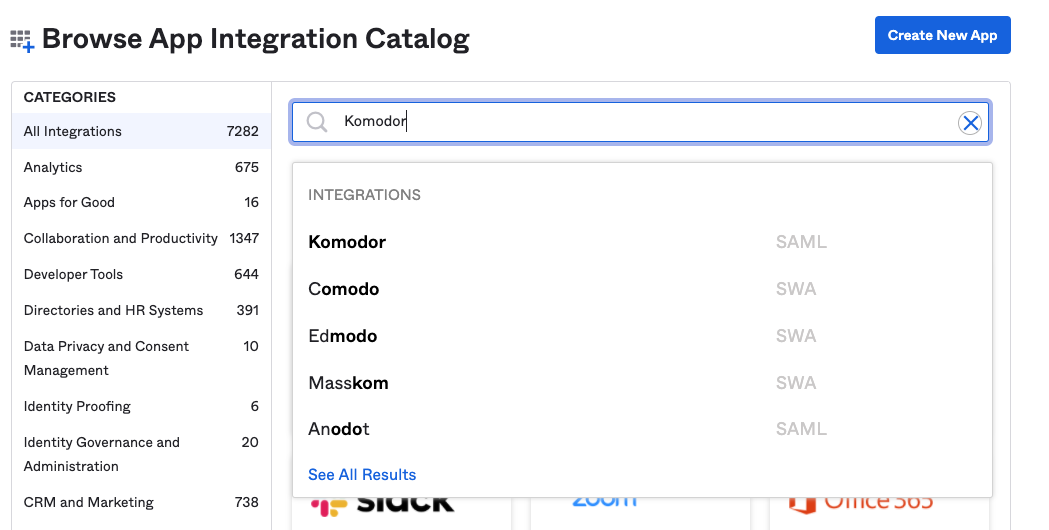 Browse App Integration Catalog
Create New App
CATEGORIES
All Integrations 7282
Analytics 675
Apps for Good 16
Collaboration and Productivity 1347
Developer Tools 644
Directories and HR Systems 391
Data Privacy and Consent 10
Management
Identity Proofing 6
Identity Governance and 20
Administration
CRM and Marketing 738
Komodor
INTEGRATIONS
Komodor SAML
Comodo SWA
Edmodo SWA
Masskom SWA
Anodot SAML
See All Results
slack
zoom
Office 365